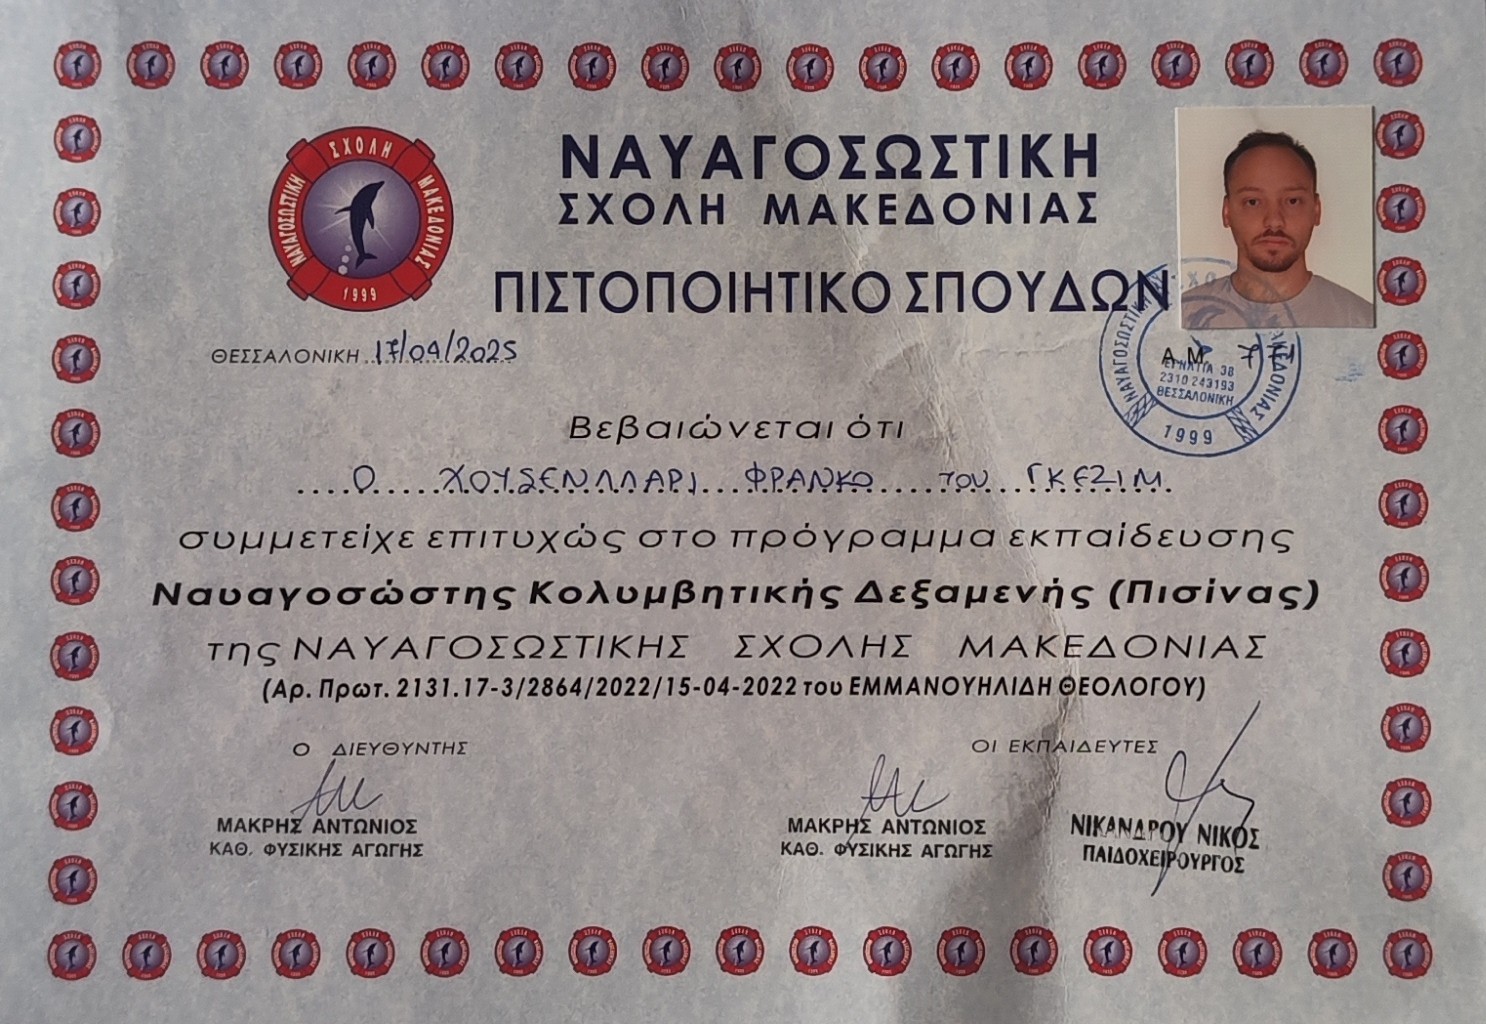 ΝΑΥΑΓΟΣΩΣΤΙΚΗ
ΣΧΟΛΗ ΜΑΚΕΔΟΝΙΑΣ
ΠΙΣΤΟΠΟΙΗΤΙΚΟ ΣΠΟΥΔΩΝ
ΣΧΟΛΗ
ΝΑΥΑΓΟΣΩΣΤΙΚΗ
ΜΑΚΕΔΟΝΙΑΣ
1999
ΘΕΣΣΑΛΟΝΙΚΗ 17/04/2025
Α.Μ. 771
ΣΧΟΛΗ
ΝΑΥΑΓΟΣΩΣΤΙΚΗ
ΜΑΚΕΔΟΝΙΑΣ
ΕΓΝΑΤΙΑ 38
2310 243193
ΘΕΣΣΑΛΟΝΙΚΗ
1999
Βεβαιώνεται ότι
Ο ΧΟΥΣΕΝΛΛΑΡΙ ΦΡΑΝΚΟ του ΓΚΕΖΙΜ
συμμετείχε επιτυχώς στο πρόγραμμα εκπαίδευσης
Ναυαγοσώστης Κολυμβητικής Δεξαμενής (Πισίνας)
της ΝΑΥΑΓΟΣΩΣΤΙΚΗΣ ΣΧΟΛΗΣ ΜΑΚΕΔΟΝΙΑΣ
(Αρ. Πρωτ. 2131.17-3/2864/2022/15-04-2022 του ΕΜΜΑΝΟΥΗΛΙΔΗ ΘΕΟΛΟΓΟΥ)
Ο ΔΙΕΥΘΥΝΤΗΣ
ΜΑΚΡΗΣ ΑΝΤΩΝΙΟΣ
ΚΑΘ. ΦΥΣΙΚΗΣ ΑΓΩΓΗΣ
ΟΙ ΕΚΠΑΙΔΕΥΤΕΣ
ΜΑΚΡΗΣ ΑΝΤΩΝΙΟΣ
ΚΑΘ. ΦΥΣΙΚΗΣ ΑΓΩΓΗΣ
ΝΙΚΑΝΔΡΟΥ ΝΙΚΟΣ
ΠΑΙΔΟΧΕΙΡΟΥΡΓΟΣ